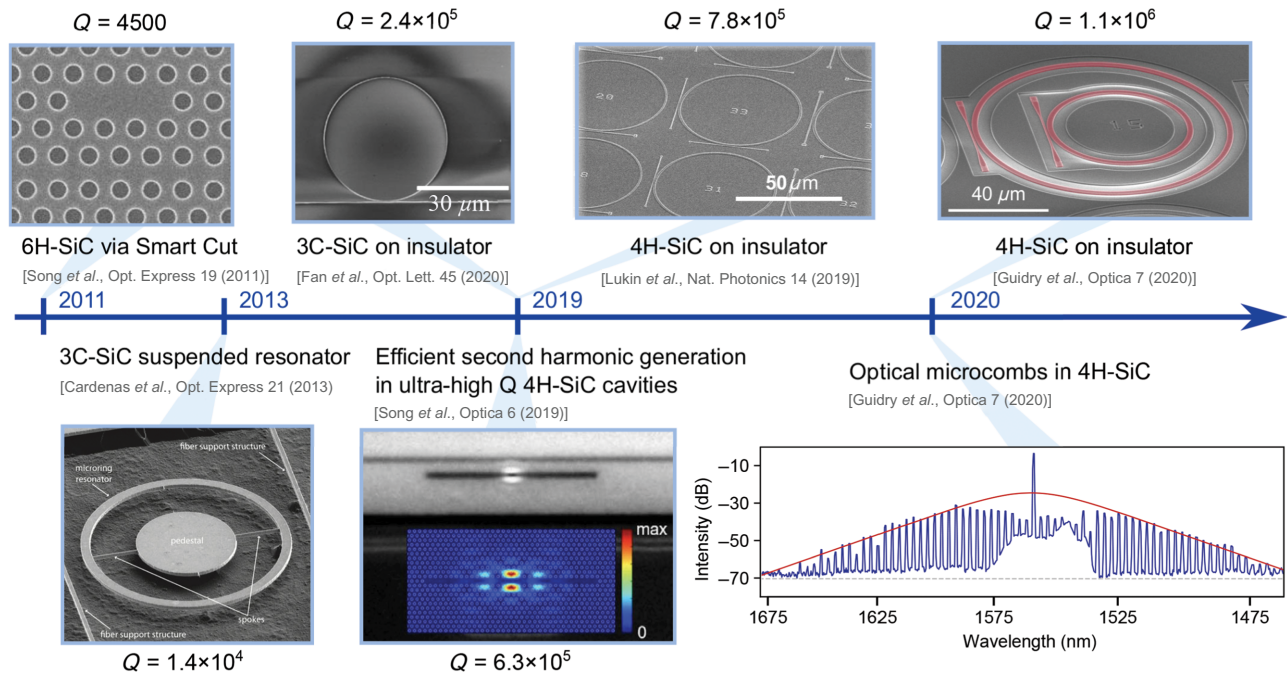 Q = 4500
Q = 2.4×10⁵
Q = 7.8×10⁵
Q = 1.1×10⁶
28
33
8
31
32
50 µm
30 µm
15
40 µm
6H-SiC via Smart Cut
[Song et al., Opt. Express 19 (2011)]
3C-SiC on insulator
[Fan et al., Opt. Lett. 45 (2020)]
4H-SiC on insulator
[Lukin et al., Nat. Photonics 14 (2019)]
4H-SiC on insulator
[Guidry et al., Optica 7 (2020)]
2011
2013
2019
2020
3C-SiC suspended resonator
[Cardenas et al., Opt. Express 21 (2013)
Efficient second harmonic generation
in ultra-high Q 4H-SiC cavities
[Song et al., Optica 6 (2019)]
Optical microcombs in 4H-SiC
[Guidry et al., Optica 7 (2020)]
fiber support structure
microring
resonator
pedestal
spokes
fiber support structure
Q = 1.4×10⁴
max
0
Q = 6.3×10⁵
Intensity (dB)
−10
−30
−50
−70
1675
1625
1575
1525
1475
Wavelength (nm)